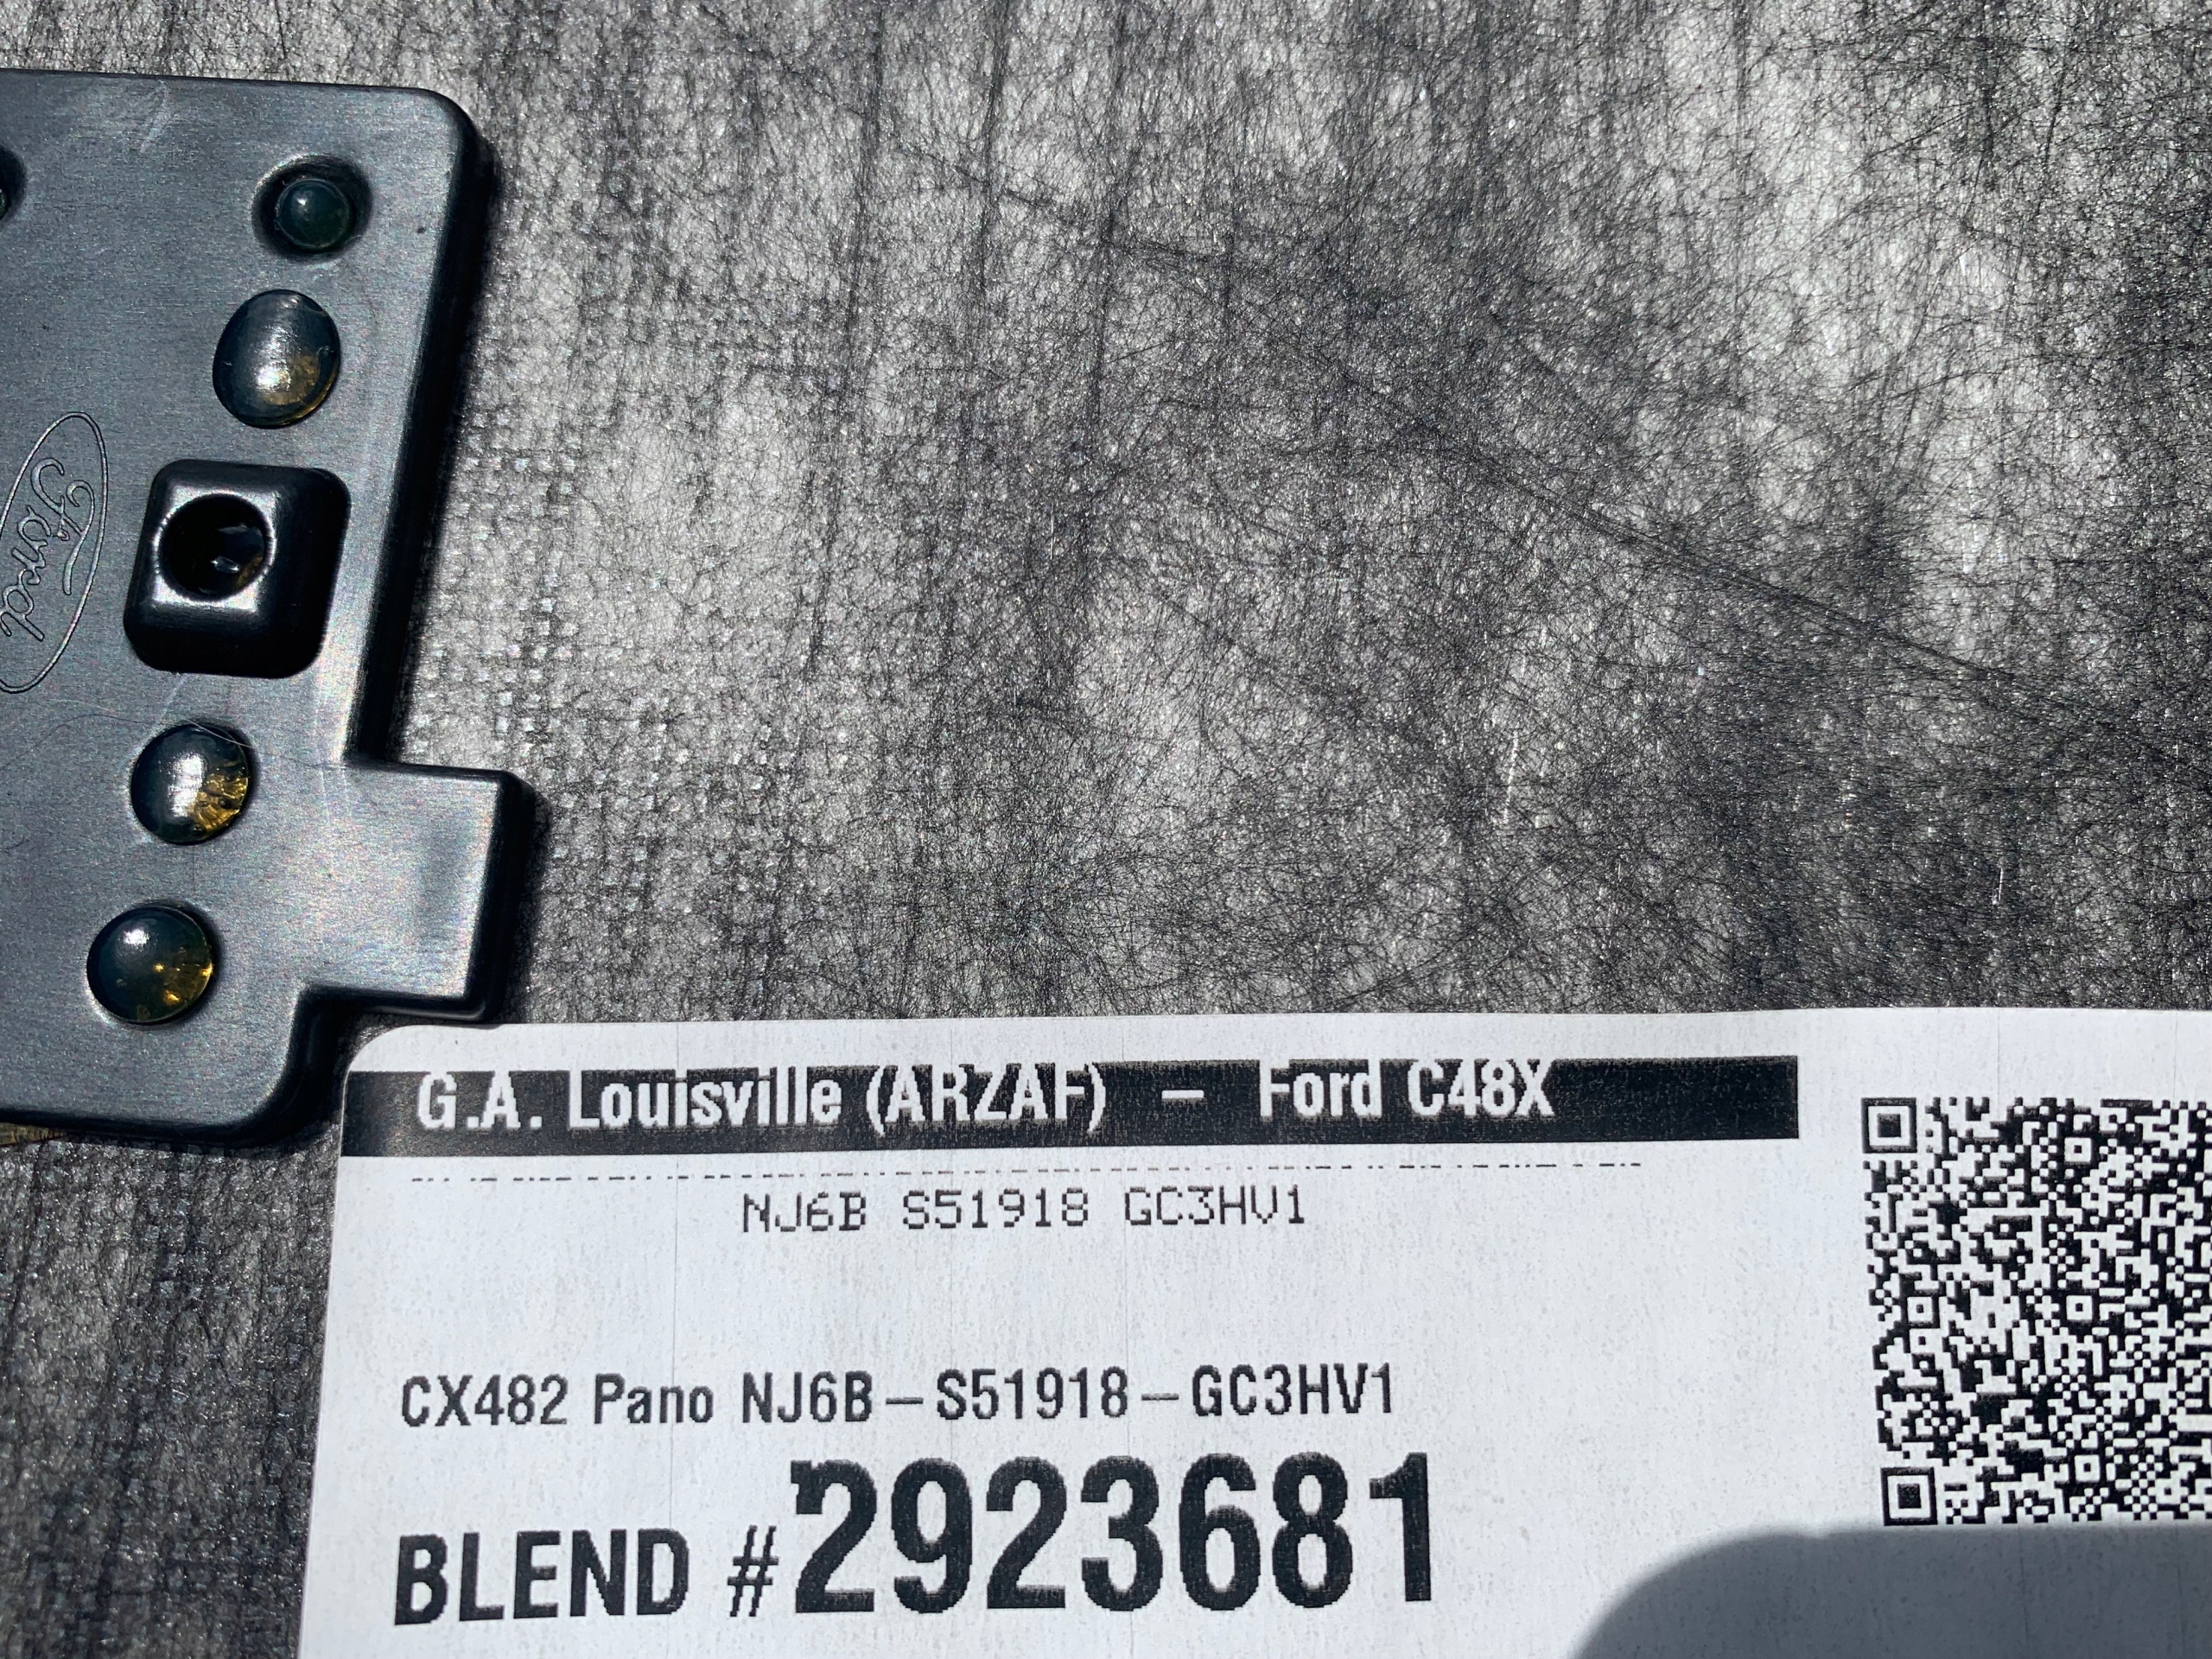 Ford
G.A. Louisville (ARZAF) – Ford C48X
NJ6B S51918 GC3HV1
CX482 Pano NJ6B–S51918–GC3HV1
BLEND #2923681